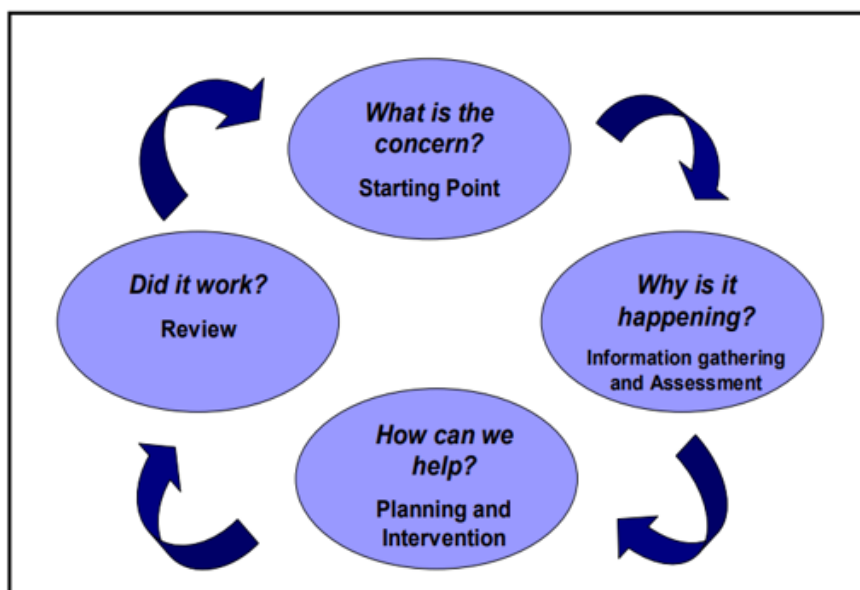 What is the
concern?
Starting Point
Why is it
happening?
Information gathering
and Assessment
How can we
help?
Planning and
Intervention
Did it work?
Review